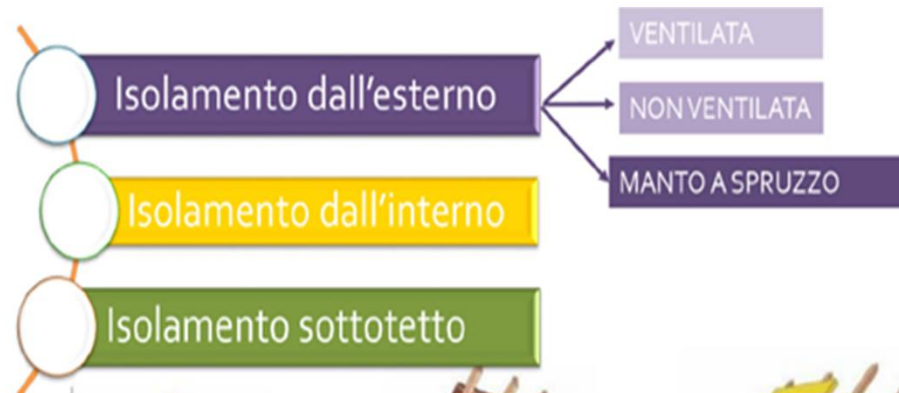 Isolamento dall'esterno
VENTILATA
NON VENTILATA
MANTO A SPRUZZO
Isolamento dall'interno
Isolamento sottotetto